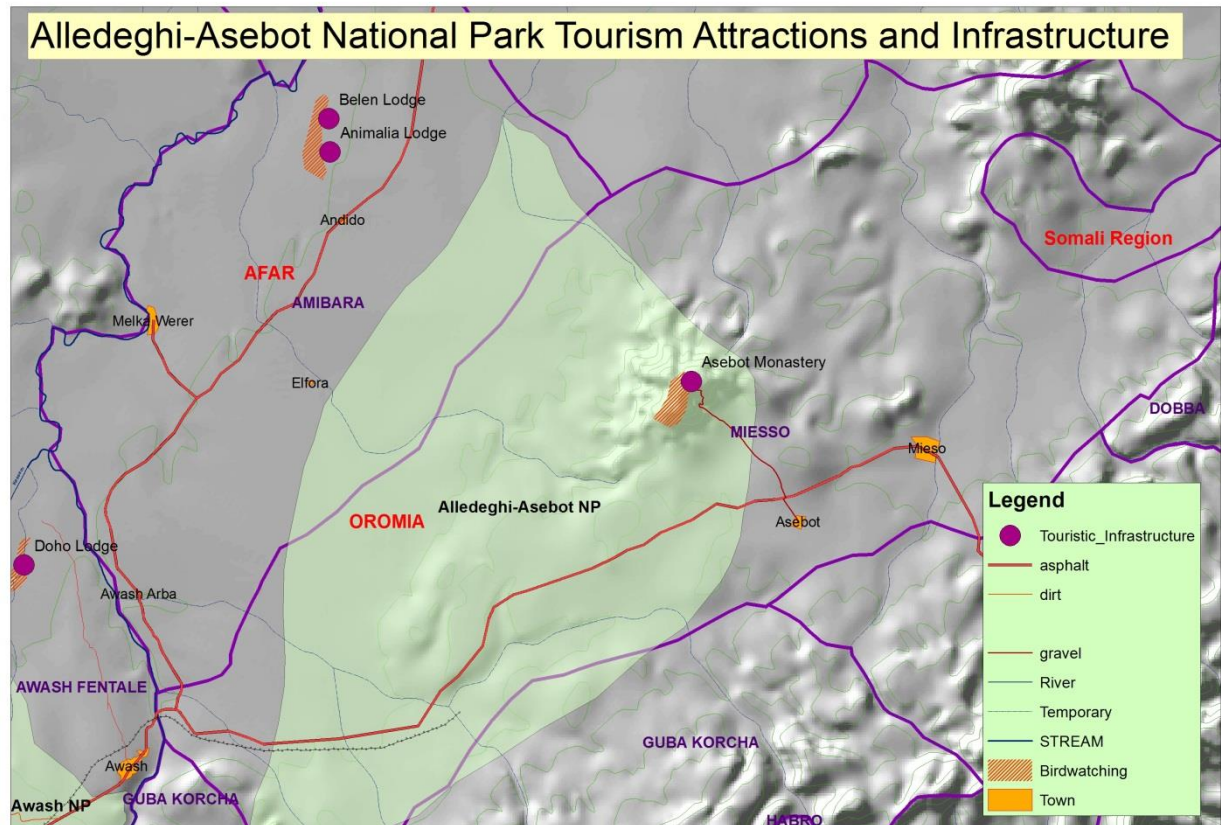 Alledeghi-Asebot National Park Tourism Attractions and Infrastructure
Belen Lodge
Animalia Lodge
Andido
AFAR
Somali Region
AMIBARA
Melka Werer
Asebot Monastery
Elfora
DOBBA
MIESSO
Mieso
Alledeghi-Asebot NP
OROMIA
Asebot
Doho Lodge
Awash Arba
AWASH FENTALE
GUBA KORCHA
Awash
GUBA KORCHA
Awash NP
HABRO
Legend
Touristic_Infrastructure
asphalt
dirt
gravel
River
Temporary
STREAM
Birdwatching
Town